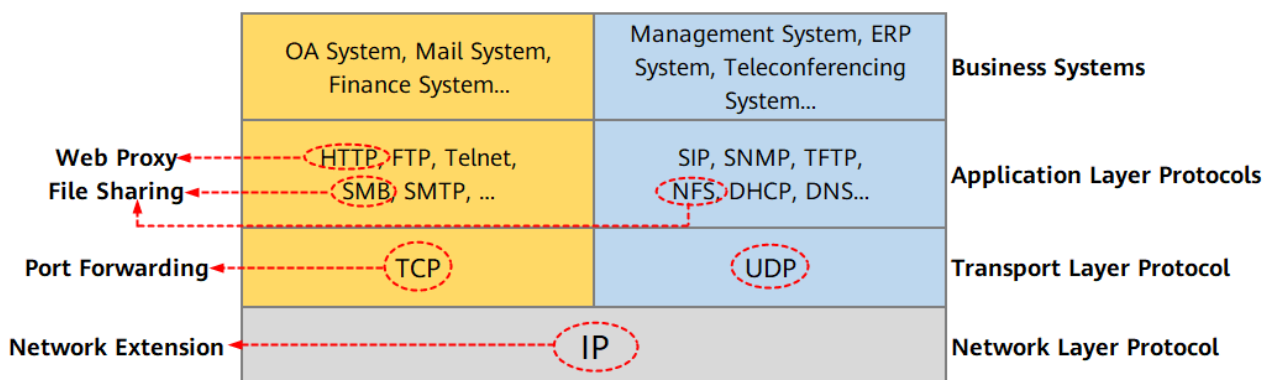 OA System, Mail System,
Finance System...
Management System, ERP
System, Teleconferencing
System...
Business Systems
Web Proxy
File Sharing
HTTP, FTP, Telnet,
SMB, SMTP, ...
SIP, SNMP, TFTP,
NFS, DHCP, DNS...
Application Layer Protocols
Port Forwarding
TCP
UDP
Transport Layer Protocol
Network Extension
IP
Network Layer Protocol